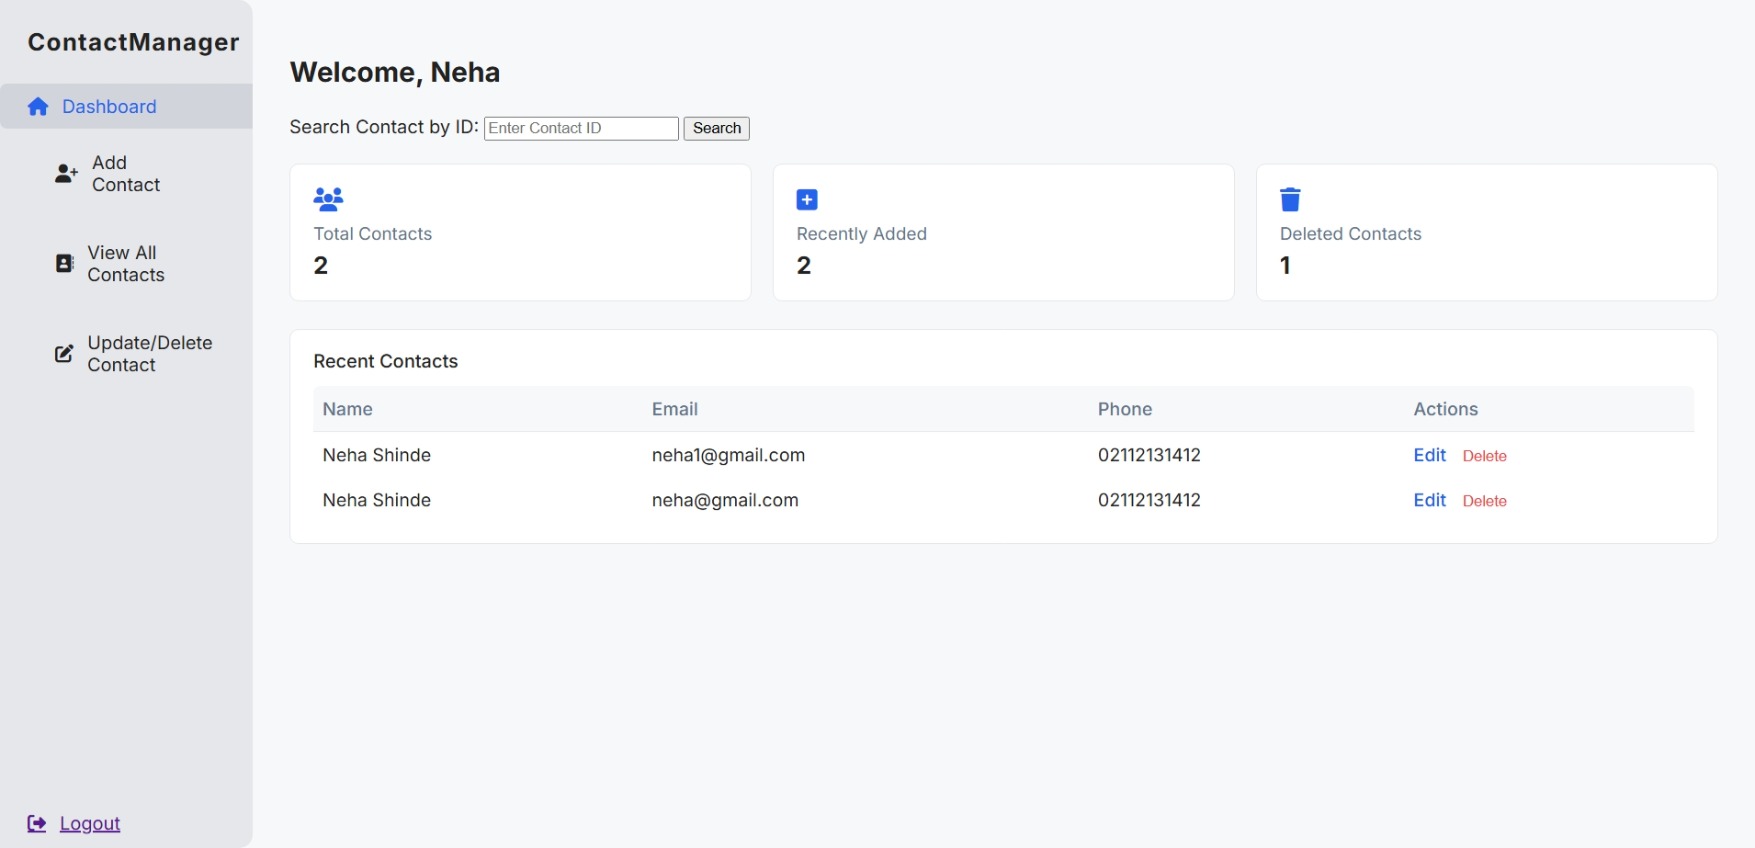 ContactManager
Dashboard
Add
Contact
View All
Contacts
Update/Delete
Contact
Logout
Welcome, Neha
Search Contact by ID: Enter Contact ID Search
Total Contacts
2
Recently Added
2
Deleted Contacts
1
Recent Contacts
Name Email Phone Actions
Neha Shinde neha1@gmail.com 02112131412 Edit Delete
Neha Shinde neha@gmail.com 02112131412 Edit Delete